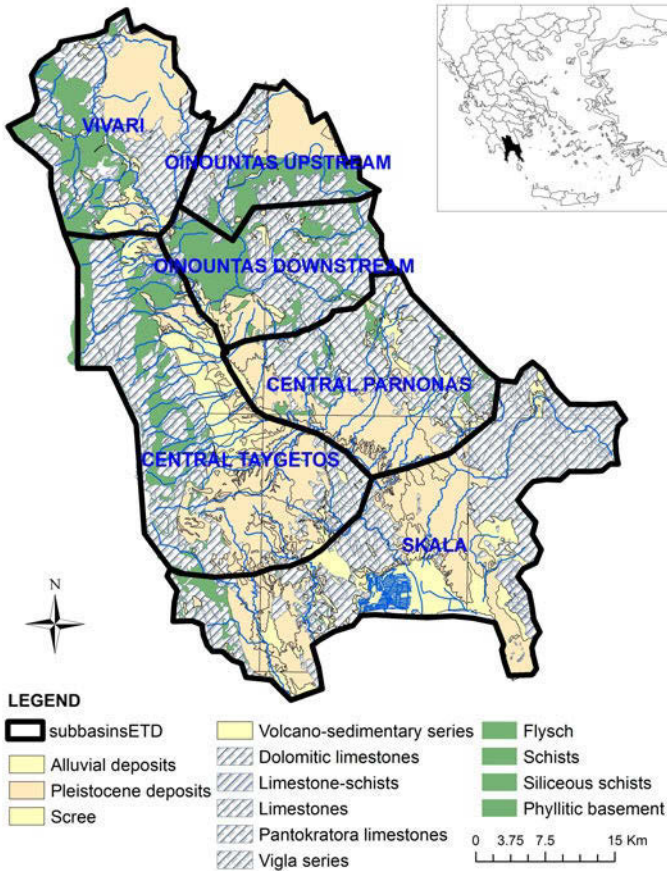 VIVARI
OINOUNTAS UPSTREAM
OINOUNTAS DOWNSTREAM
CENTRAL PARNONAS
CENTRAL TAYGETOS
SKALA
N
LEGEND
subbasinsETD
Alluvial deposits
Pleistocene deposits
Scree
Volcano-sedimentary series
Dolomitic limestones
Limestone-schists
Limestones
Pantokratora limestones
Vigla series
Flysch
Schists
Siliceous schists
Phyllitic basement
0 3.75 7.5 15 Km